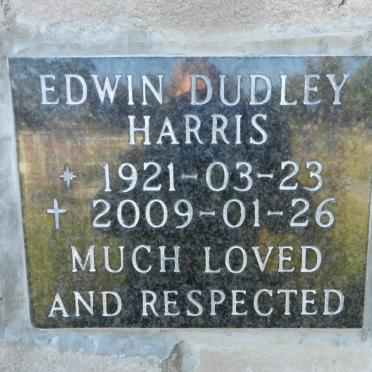 EDWIN DUDLEY
HARRIS
* 1921-03-23
† 2009-01-26
MUCH LOVED
AND RESPECTED